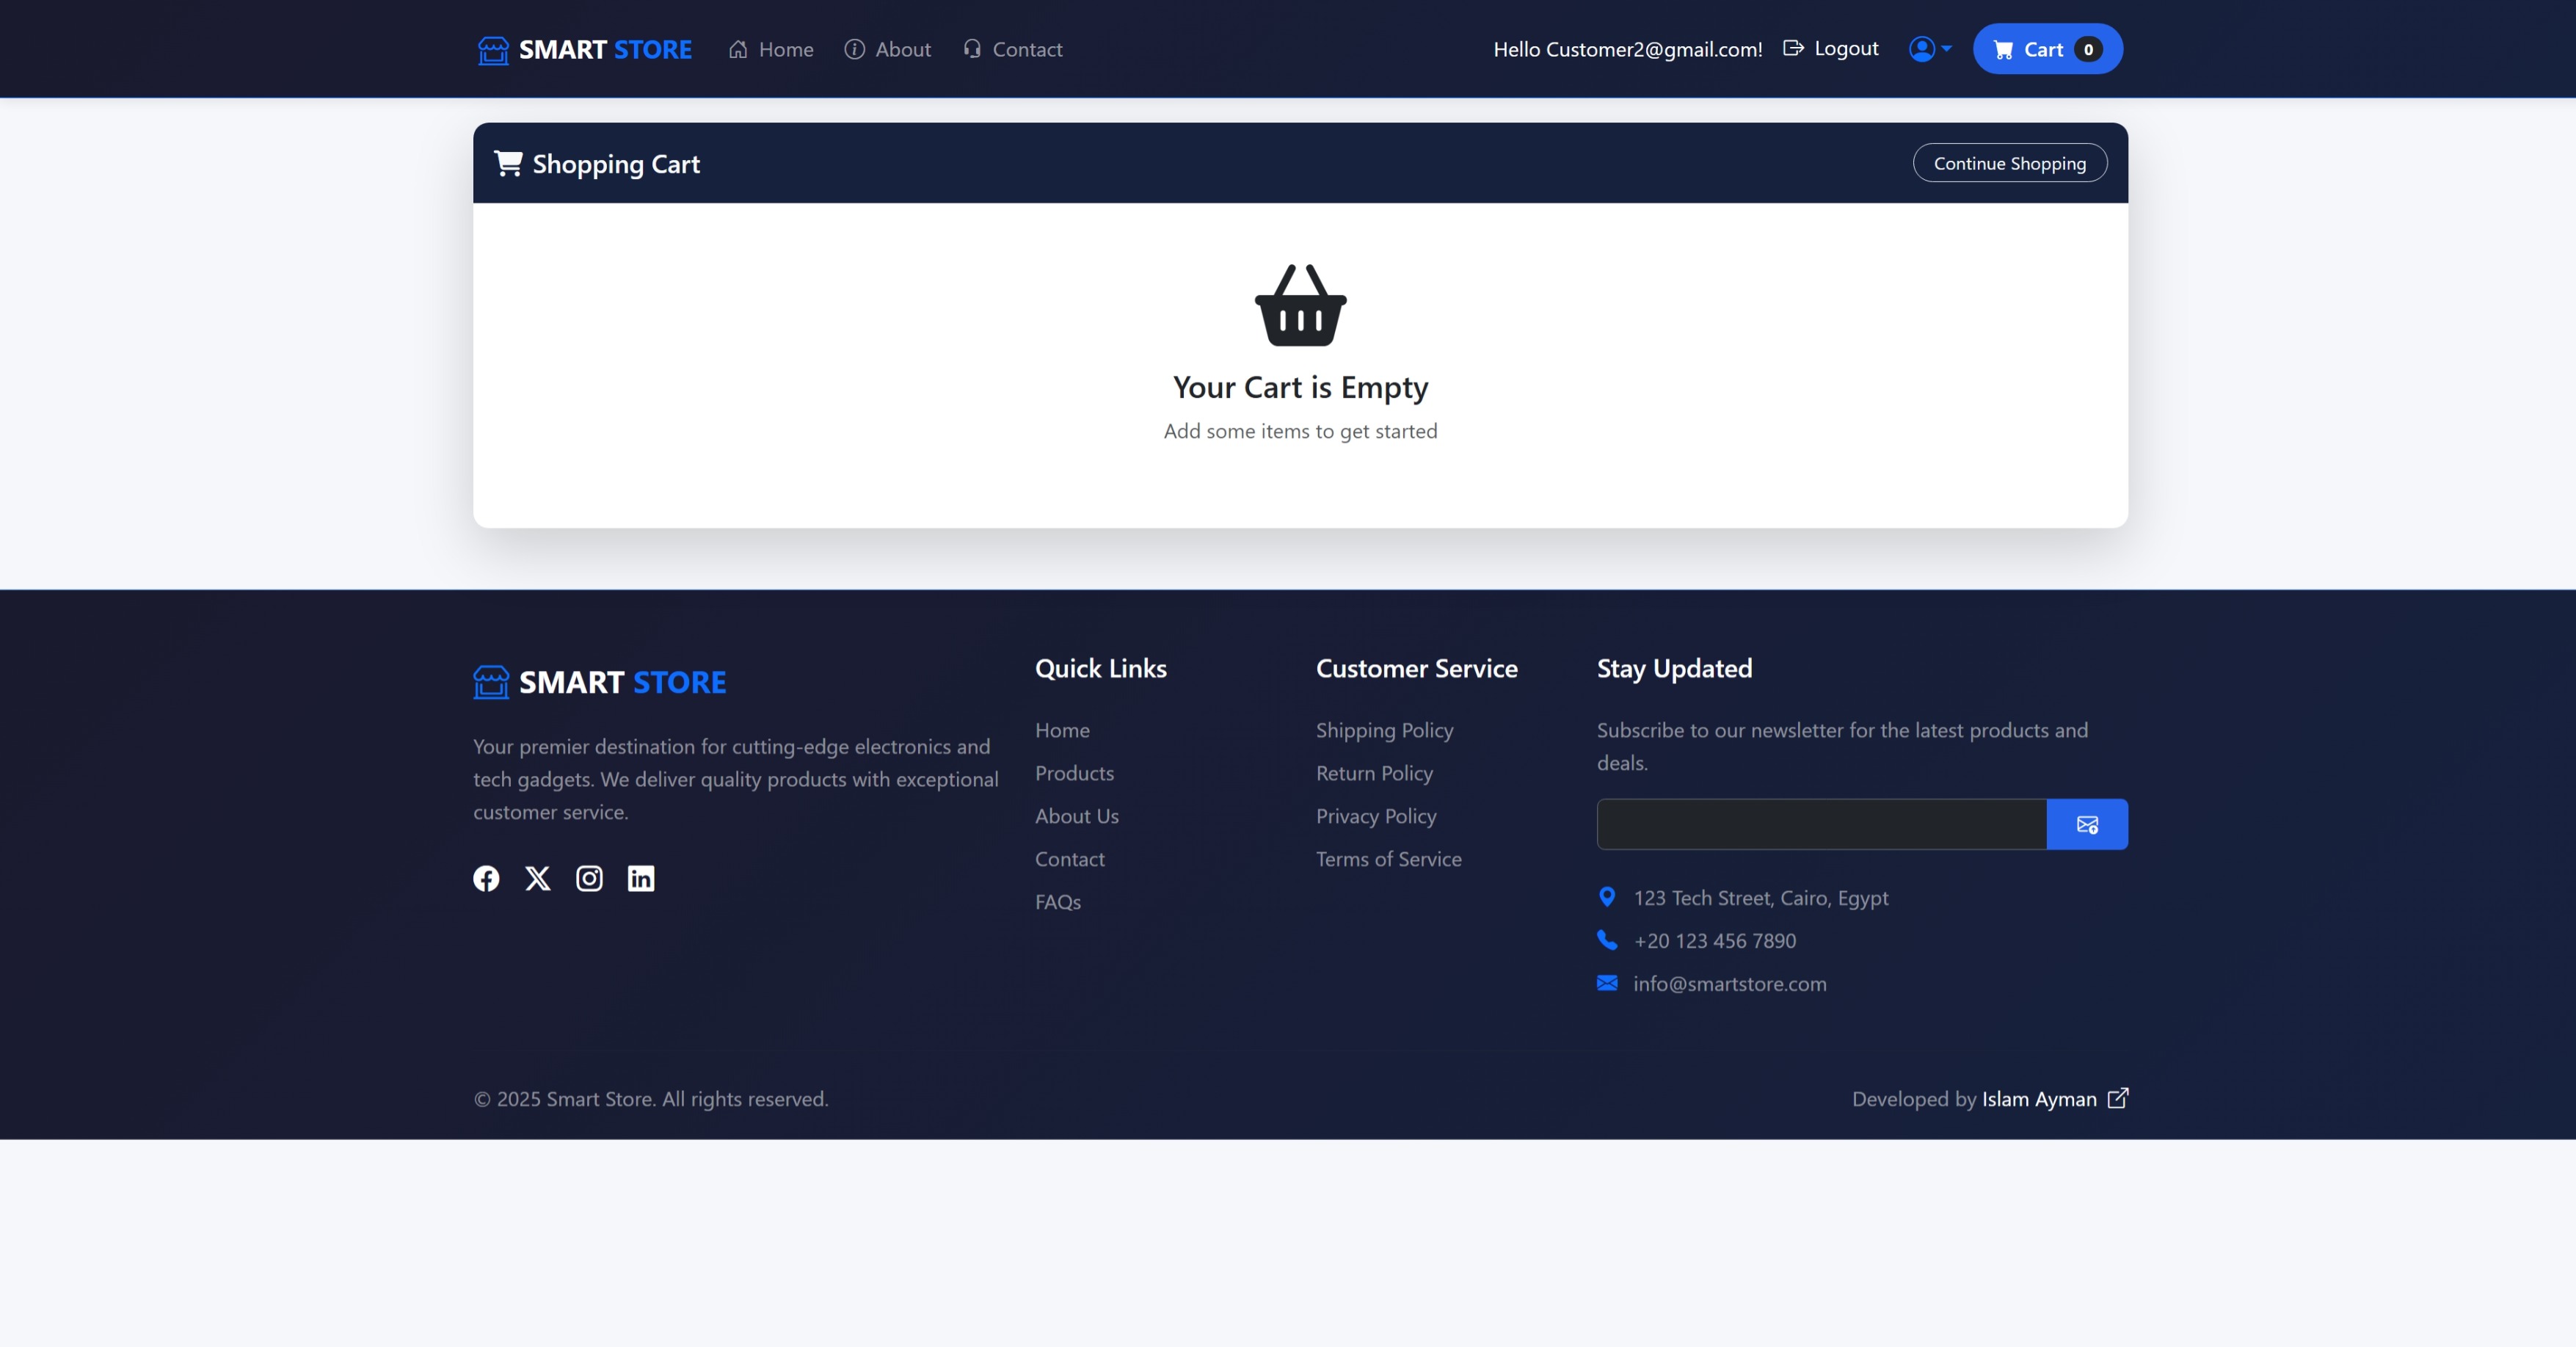 SMART STORE
Home
About
Contact
Hello Customer2@gmail.com!
Logout
Cart 0
Shopping Cart
Continue Shopping
Your Cart is Empty
Add some items to get started
SMART STORE
Your premier destination for cutting-edge electronics and
tech gadgets. We deliver quality products with exceptional
customer service.
Quick Links
Home
Products
About Us
Contact
FAQs
Customer Service
Shipping Policy
Return Policy
Privacy Policy
Terms of Service
Stay Updated
Subscribe to our newsletter for the latest products and
deals.
123 Tech Street, Cairo, Egypt
+20 123 456 7890
info@smartstore.com
© 2025 Smart Store. All rights reserved.
Developed by Islam Ayman